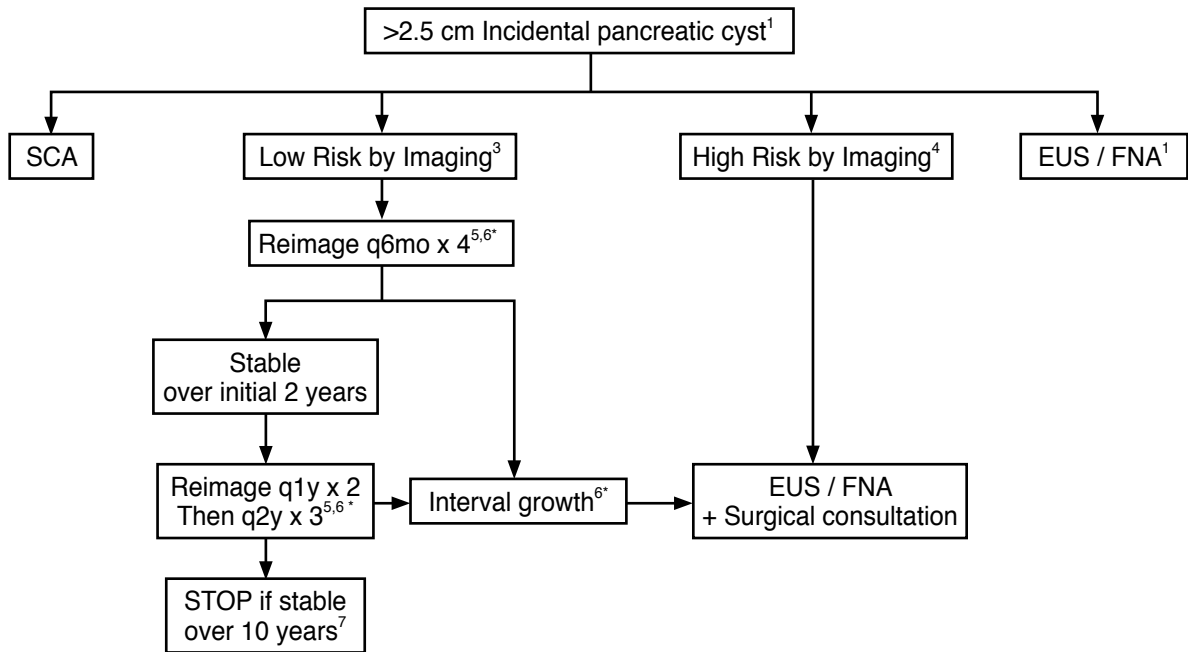 >2.5 cm Incidental pancreatic cyst¹
SCA
Low Risk by Imaging³
High Risk by Imaging⁴
EUS / FNA¹
Reimage q6mo x 4⁵,⁶*
Stable
over initial 2 years
Reimage q1y x 2
Then q2y x 3⁵,⁶ *
Interval growth⁶*
EUS / FNA
+ Surgical consultation
STOP if stable
over 10 years⁷